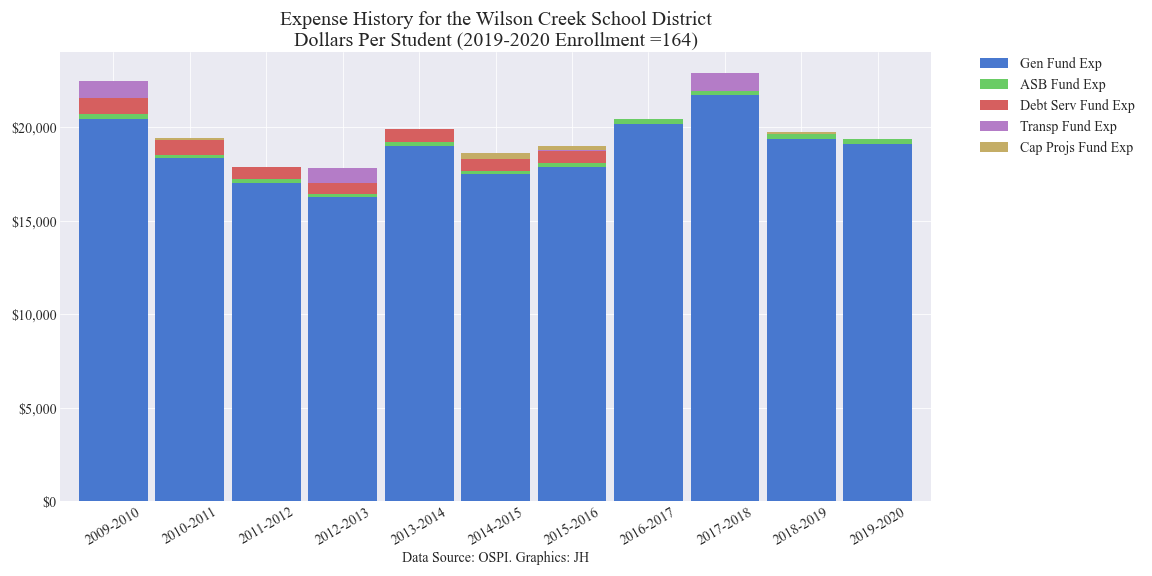 Expense History for the Wilson Creek School District
Dollars Per Student (2019-2020 Enrollment =164)
Gen Fund Exp
ASB Fund Exp
Debt Serv Fund Exp
Transp Fund Exp
Cap Projs Fund Exp
$20,000
$15,000
$10,000
$5,000
$0
2009-2010
2010-2011
2011-2012
2012-2013
2013-2014
2014-2015
2015-2016
2016-2017
2017-2018
2018-2019
2019-2020
Data Source: OSPI. Graphics: JH